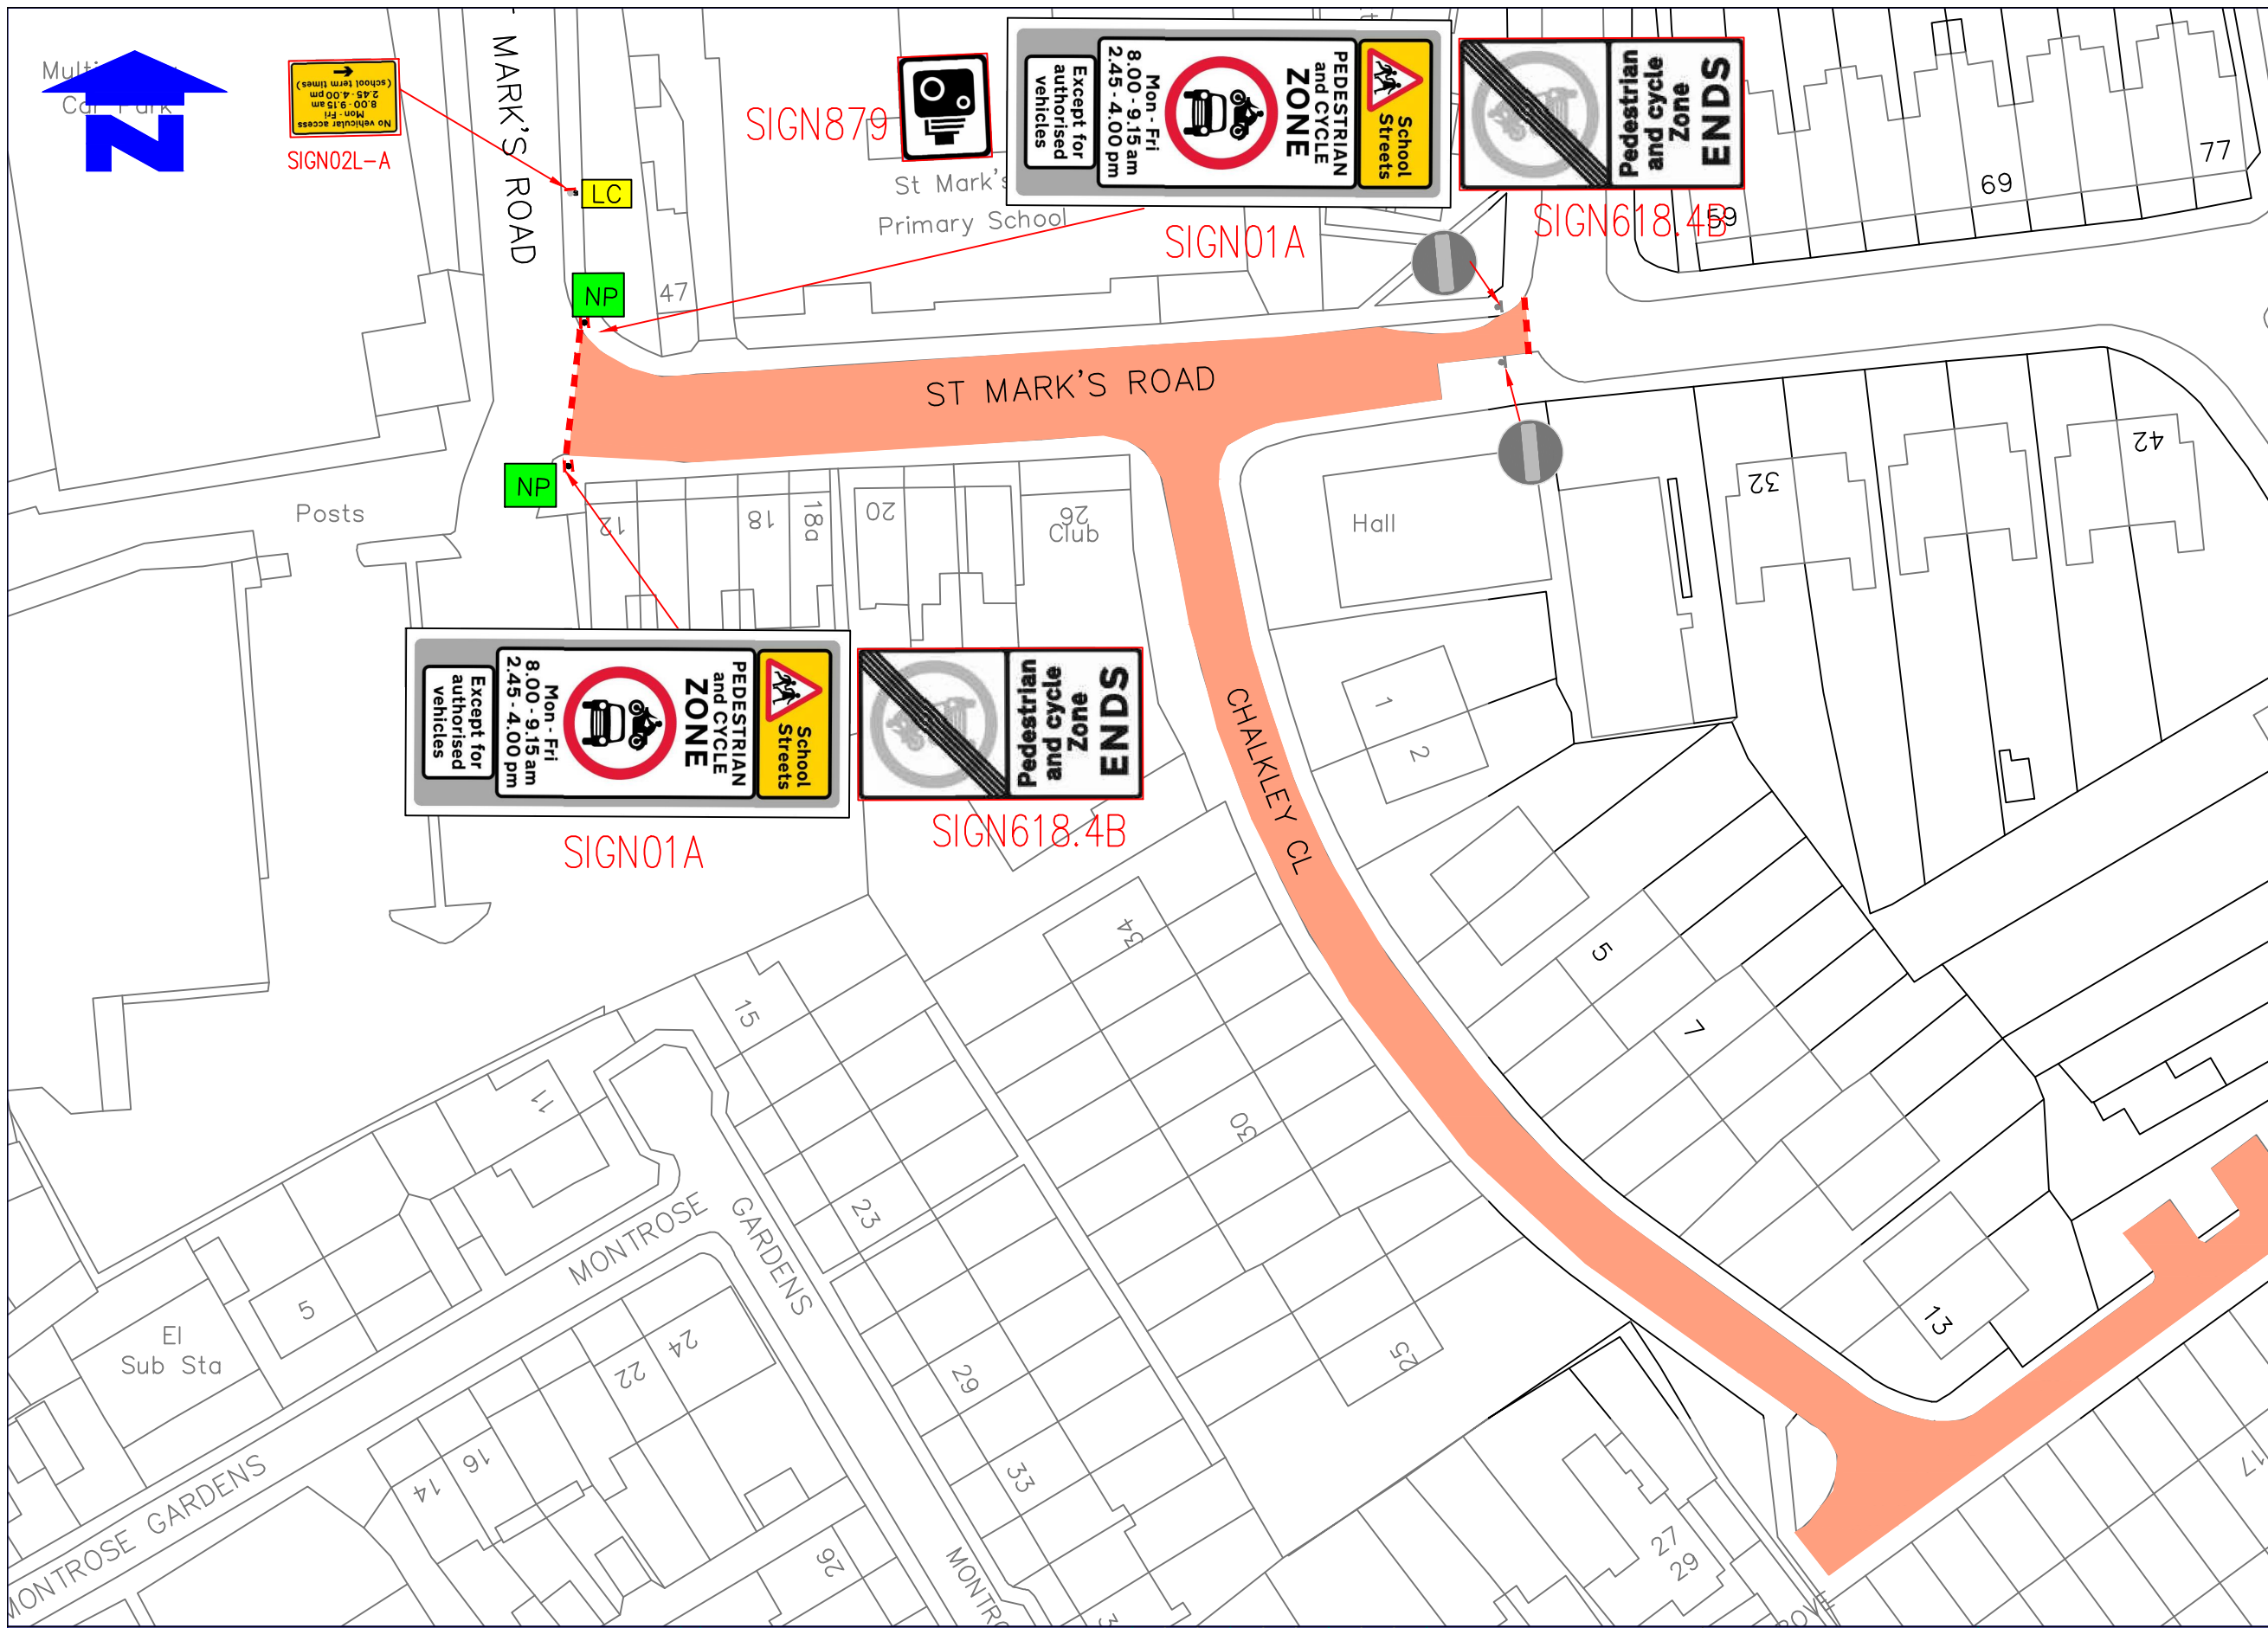 N
No vehicular access
Mon - Fri
8.00 - 9.15 am
2.45 - 4.00 pm
(school term times)
SIGN02L-A
MARK'S ROAD
LC
NP
47
SIGN879
St Mark's
Primary School
School
Streets
PEDESTRIAN
and CYCLE
ZONE
Mon - Fri
8.00 - 9.15 am
2.45 - 4.00 pm
Except for
authorised
vehicles
SIGN01A
Pedestrian
and cycle
Zone
ENDS
SIGN618.4B
59
69
77
ST MARK'S ROAD
NP
Posts
12
18
18a
20
26
Club
Hall
32
42
School
Streets
PEDESTRIAN
and CYCLE
ZONE
Mon - Fri
8.00 - 9.15 am
2.45 - 4.00 pm
Except for
authorised
vehicles
SIGN01A
Pedestrian
and cycle
Zone
ENDS
SIGN618.4B
CHALKLEY CL
1
2
5
7
13
34
30
25
15
23
29
33
11
5
El
Sub Sta
MONTROSE
GARDENS
24
22
16
14
26
MONTROSE GARDENS
27
29
17